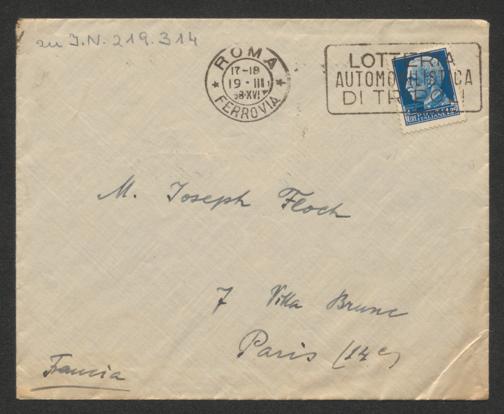 zu I.N. 219.314
ROMA
17-18
19 · III
38·XVI
FERROVIA
LOTTERIA
AUTOMOBILISTICA
DI TRIPOLI
M. Joseph Floch
7 Villa Brune
Paris (14e)
Francia